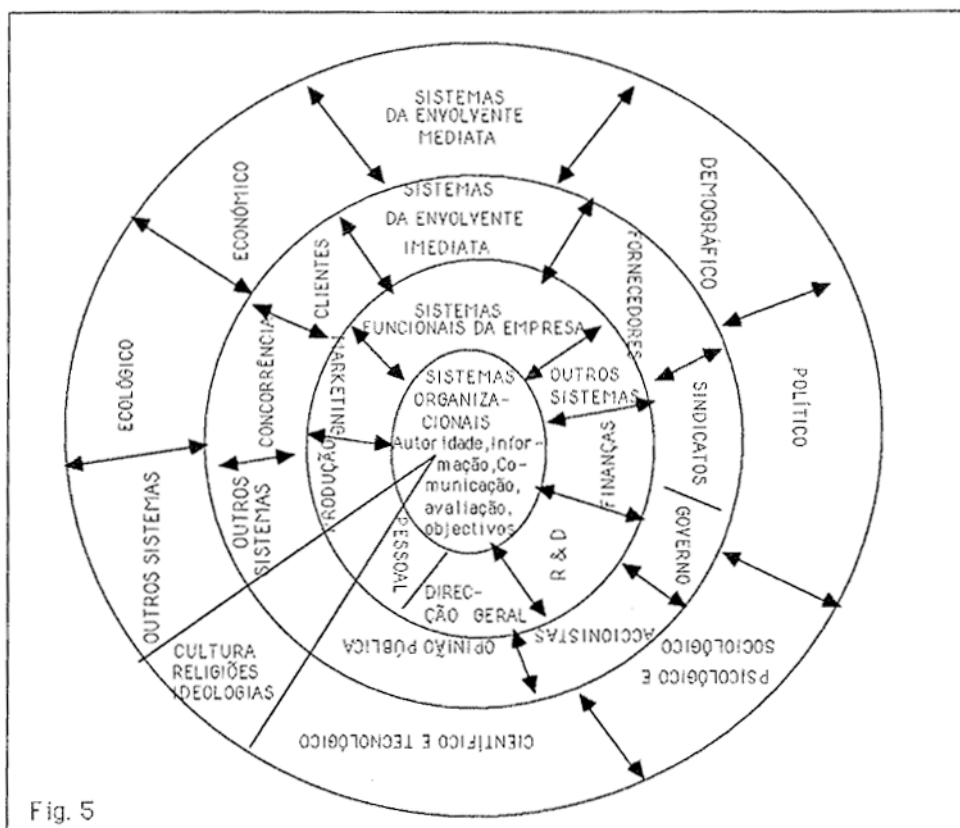 SISTEMAS
DA ENVOLVENTE
MEDIATA
DEMOGRÁFICO
POLÍTICO
PSICOLÓGICO E
SOCIOLÓGICO
CIENTÍFICO E TECNOLÓGICO
CULTURA
RELIGIÕES
IDEOLOGIAS
OUTROS SISTEMAS
ECOLÓGICO
ECONÓMICO
SISTEMAS
DA ENVOLVENTE
IMEDIATA
FORNECEDORES
SINDICATOS
GOVERNO
ACCIONISTAS
OPINIÃO PÚBLICA
OUTROS
SISTEMAS
CONCORRÊNCIA
CLIENTES
SISTEMAS
FUNCIONAIS DA EMPRESA
OUTROS
SISTEMAS
FINANÇAS
R & D
DIREC-
ÇÃO GERAL
PESSOAL
PRODUÇÃO
MARKETING
SISTEMAS
ORGANIZA-
CIONAIS
Autoridade,Infor-
mação,Co-
municação,
avaliação,
objectivos
Fig. 5